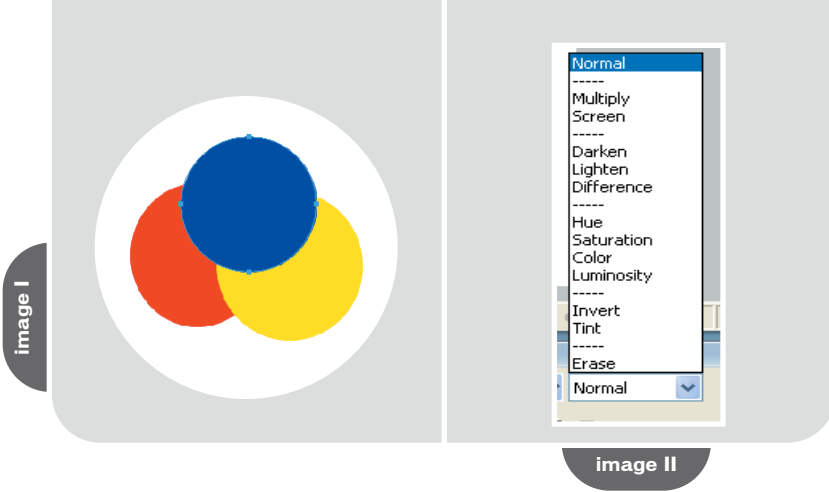 image I
Normal
-----
Multiply
Screen
-----
Darken
Lighten
Difference
-----
Hue
Saturation
Color
Luminosity
-----
Invert
Tint
-----
Erase
Normal
image II